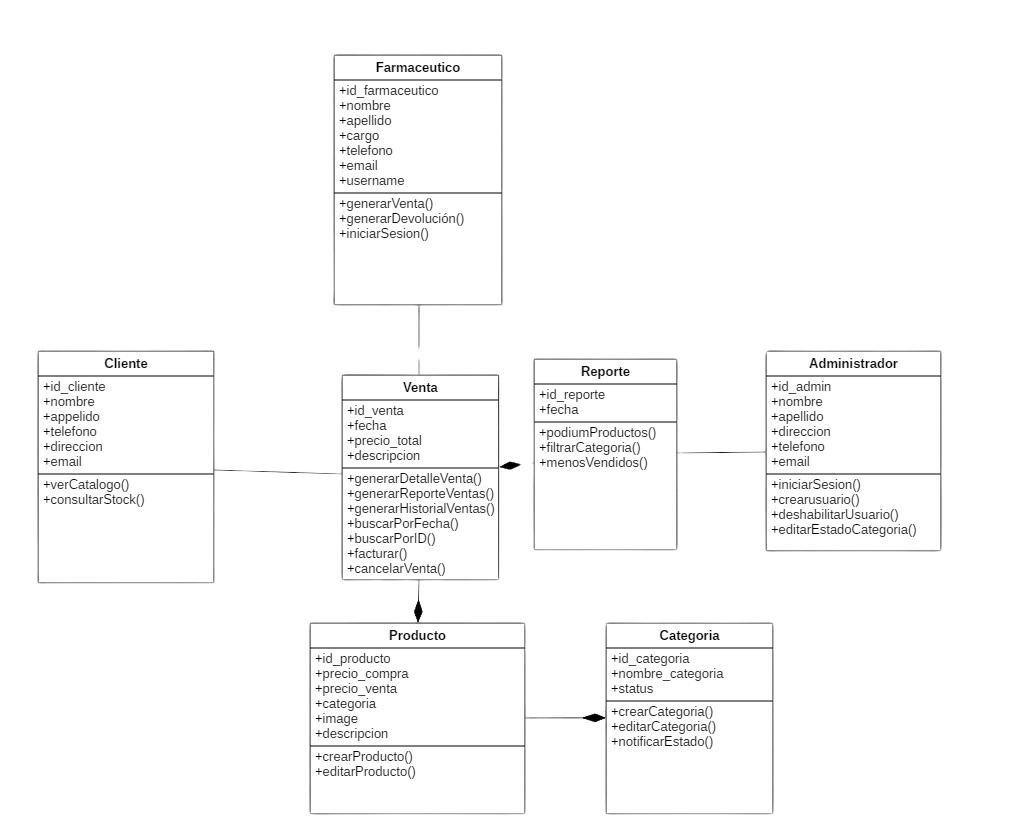 Farmaceutico
+id_farmaceutico
+nombre
+apellido
+cargo
+telefono
+email
+username
+generarVenta()
+generarDevolución()
+iniciarSesion()
Cliente
+id_cliente
+nombre
+appelido
+telefono
+direccion
+email
+verCatalogo()
+consultarStock()
Venta
+id_venta
+fecha
+precio_total
+descripcion
+generarDetalleVenta()
+generarReporteVentas()
+generarHistorialVentas()
+buscarPorFecha()
+buscarPorID()
+facturar()
+cancelarVenta()
Reporte
+id_reporte
+fecha
+podiumProductos()
+filtrarCategoria()
+menosVendidos()
Administrador
+id_admin
+nombre
+apellido
+direccion
+telefono
+email
+iniciarSesion()
+crearusuario()
+deshabilitarUsuario()
+editarEstadoCategoria()
Producto
+id_producto
+precio_compra
+precio_venta
+categoria
+image
+descripcion
+crearProducto()
+editarProducto()
Categoria
+id_categoria
+nombre_categoria
+status
+crearCategoria()
+editarCategoria()
+notificarEstado()